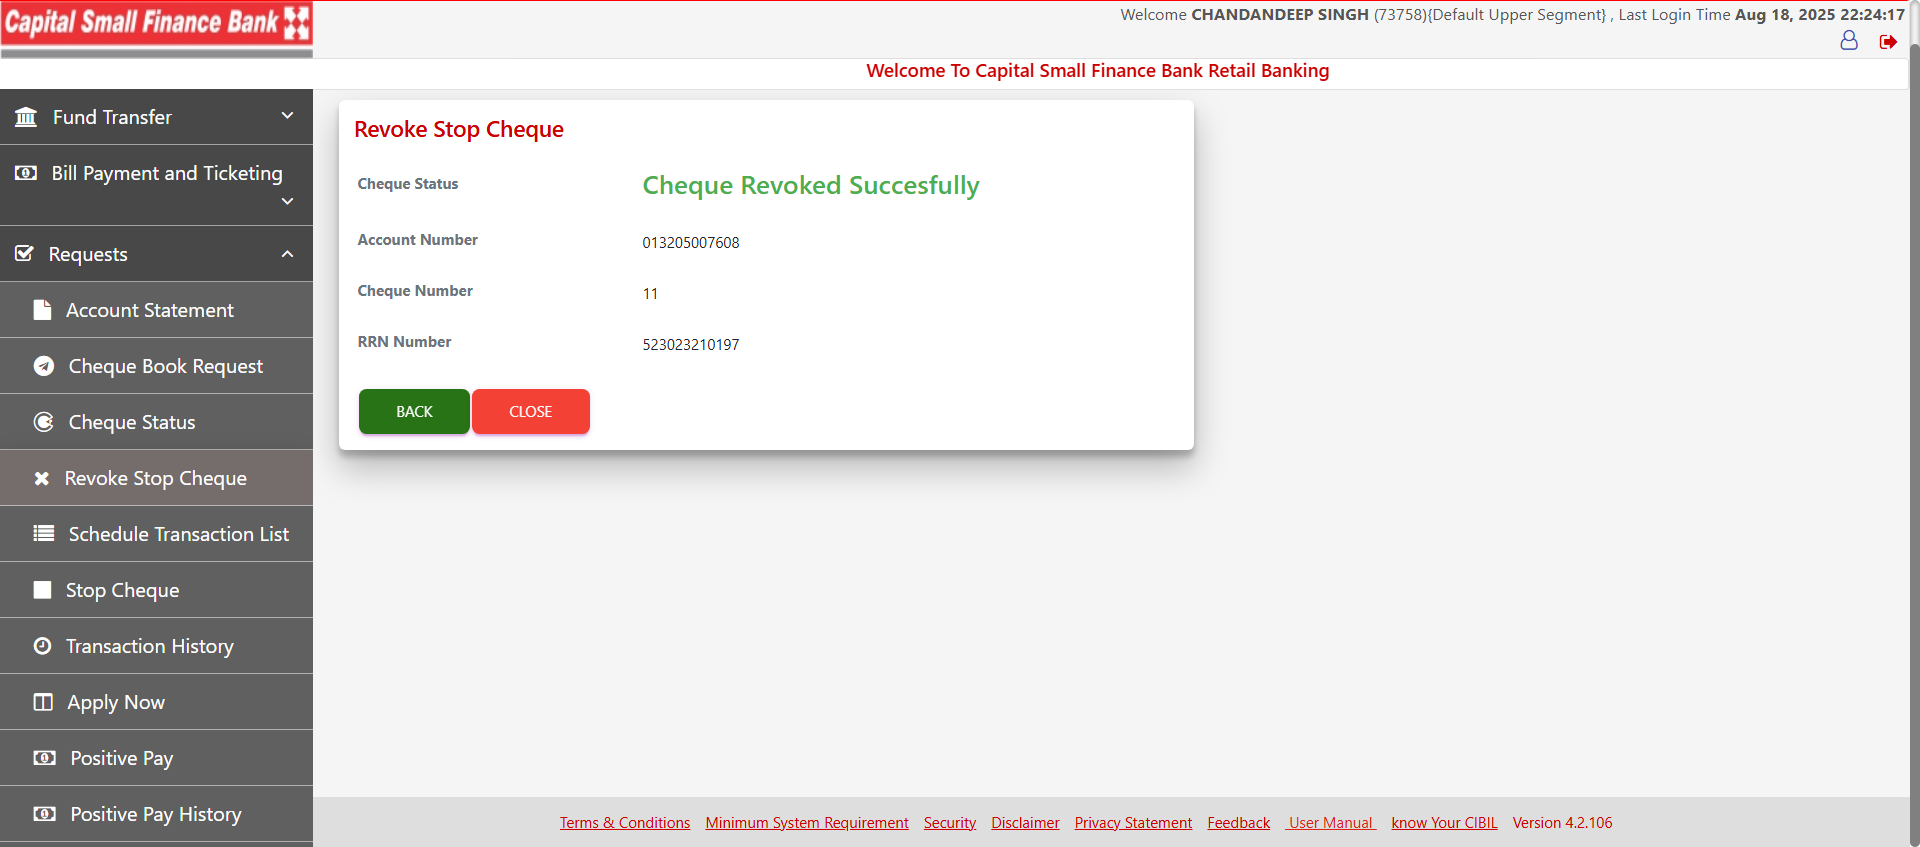 Capital Small Finance Bank
Welcome CHANDANDEEP SINGH (73758){Default Upper Segment} , Last Login Time Aug 18, 2025 22:24:17
Welcome To Capital Small Finance Bank Retail Banking
Fund Transfer
Bill Payment and Ticketing
Requests
Account Statement
Cheque Book Request
Cheque Status
Revoke Stop Cheque
Schedule Transaction List
Stop Cheque
Transaction History
Apply Now
Positive Pay
Positive Pay History
Revoke Stop Cheque
Cheque Status Cheque Revoked Succesfully
Account Number 013205007608
Cheque Number 11
RRN Number 523023210197
BACK CLOSE
Terms & Conditions Minimum System Requirement Security Disclaimer Privacy Statement Feedback User Manual know Your CIBIL Version 4.2.106